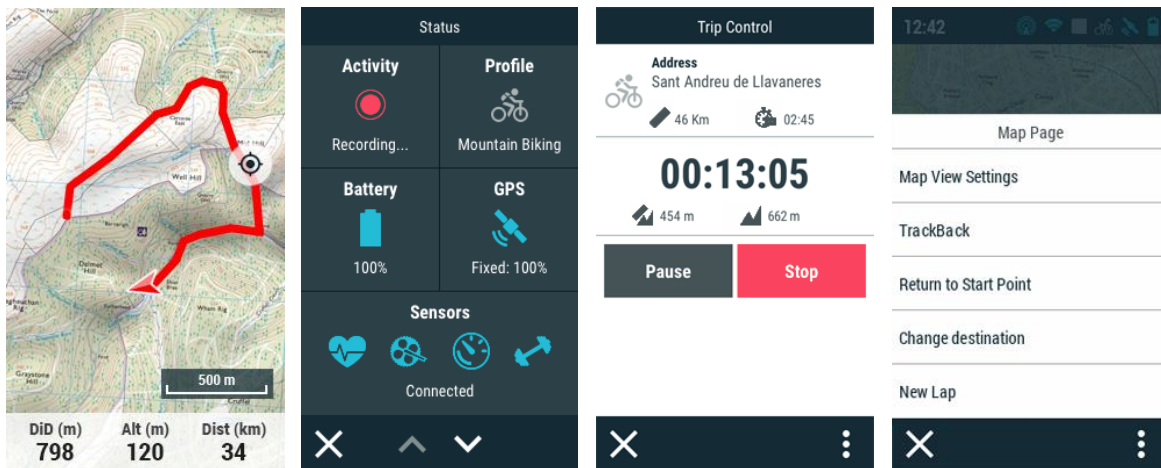 Well Hill
500 m
DiD (m)
Alt (m)
Dist (km)
798
120
34
Status
Activity
Profile
Recording...
Mountain Biking
Battery
GPS
100%
Fixed: 100%
Sensors
Connected
Trip Control
Address
Sant Andreu de Llavaneres
46 Km
02:45
00:13:05
454 m
662 m
Pause
Stop
12:42
Map Page
Map View Settings
TrackBack
Return to Start Point
Change destination
New Lap